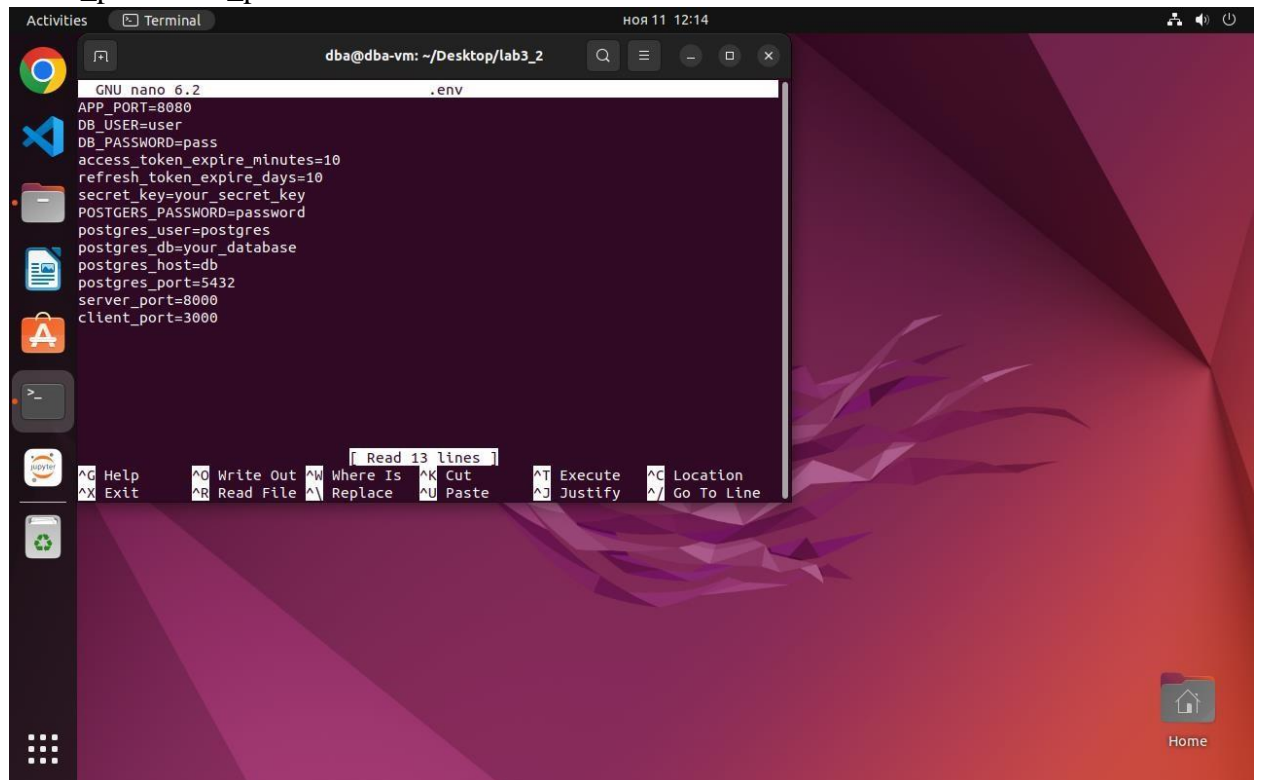 Activities Terminal ноя 11 12:14
dba@dba-vm: ~/Desktop/lab3_2
GNU nano 6.2 .env
APP_PORT=8080
DB_USER=user
DB_PASSWORD=pass
access_token_expire_minutes=10
refresh_token_expire_days=10
secret_key=your_secret_key
POSTGERS_PASSWORD=password
postgres_user=postgres
postgres_db=your_database
postgres_host=db
postgres_port=5432
server_port=8000
client_port=3000
[ Read 13 lines ]
^G Help ^O Write Out ^W Where Is ^K Cut ^T Execute ^C Location
^X Exit ^R Read File ^\ Replace ^U Paste ^J Justify ^/ Go To Line
jupyter
Home